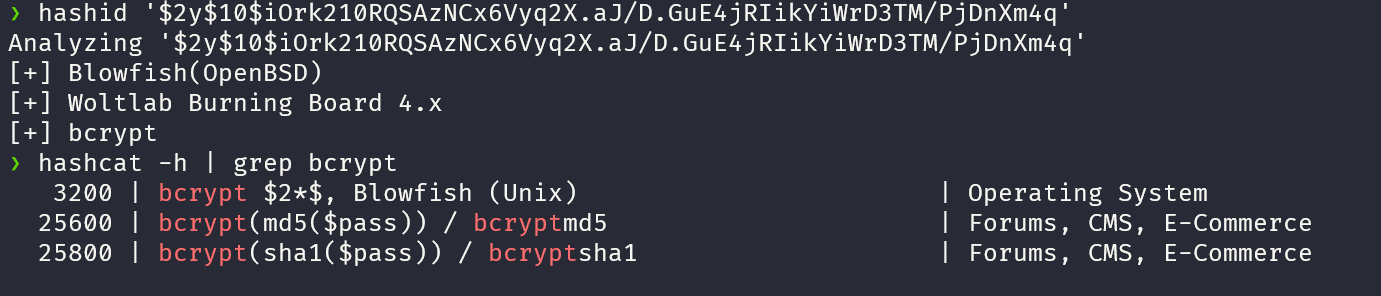 ❯ hashid '$2y$10$iOrk210RQSAzNCx6Vyq2X.aJ/D.GuE4jRIikYiWrD3TM/PjDnXm4q'
Analyzing '$2y$10$iOrk210RQSAzNCx6Vyq2X.aJ/D.GuE4jRIikYiWrD3TM/PjDnXm4q'
[+] Blowfish(OpenBSD)
[+] Woltlab Burning Board 4.x
[+] bcrypt
❯ hashcat -h | grep bcrypt
   3200 | bcrypt $2*$, Blowfish (Unix)                        | Operating System
  25600 | bcrypt(md5($pass)) / bcryptmd5                      | Forums, CMS, E-Commerce
  25800 | bcrypt(sha1($pass)) / bcryptsha1                    | Forums, CMS, E-Commerce